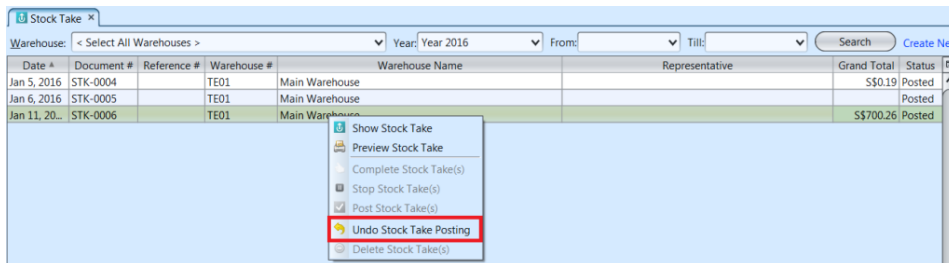 Stock Take
Warehouse: < Select All Warehouses > Year: Year 2016 From: Till: Search Create Ne
Date Document # Reference # Warehouse # Warehouse Name Representative Grand Total Status
Jan 5, 2016 STK-0004 TE01 Main Warehouse S$0.19 Posted
Jan 6, 2016 STK-0005 TE01 Main Warehouse Posted
Jan 11, 20... STK-0006 TE01 Main Warehouse S$700.26 Posted
Show Stock Take
Preview Stock Take
Complete Stock Take(s)
Stop Stock Take(s)
Post Stock Take(s)
Undo Stock Take Posting
Delete Stock Take(s)